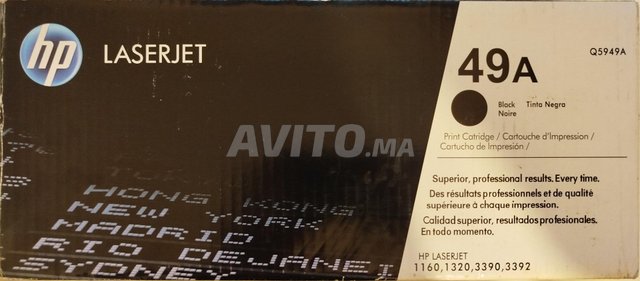 hp
LASERJET
49A
Q5949A
Black Tinta Negro
Noire
Print Cartridge / Cartouche d'Impression /
Cartucho de Impresión /
AVITO.MA
Superior, professional results. Every time.
Des résultats professionnels et de qualité
supérieure à chaque impression.
Calidad superior, resultados profesionales.
En todo momento.
HP LASERJET
1160,1320,3390,3392
HONG KONG
NEW YORK
MADRID
RIO DEJANEI
SYDNEY